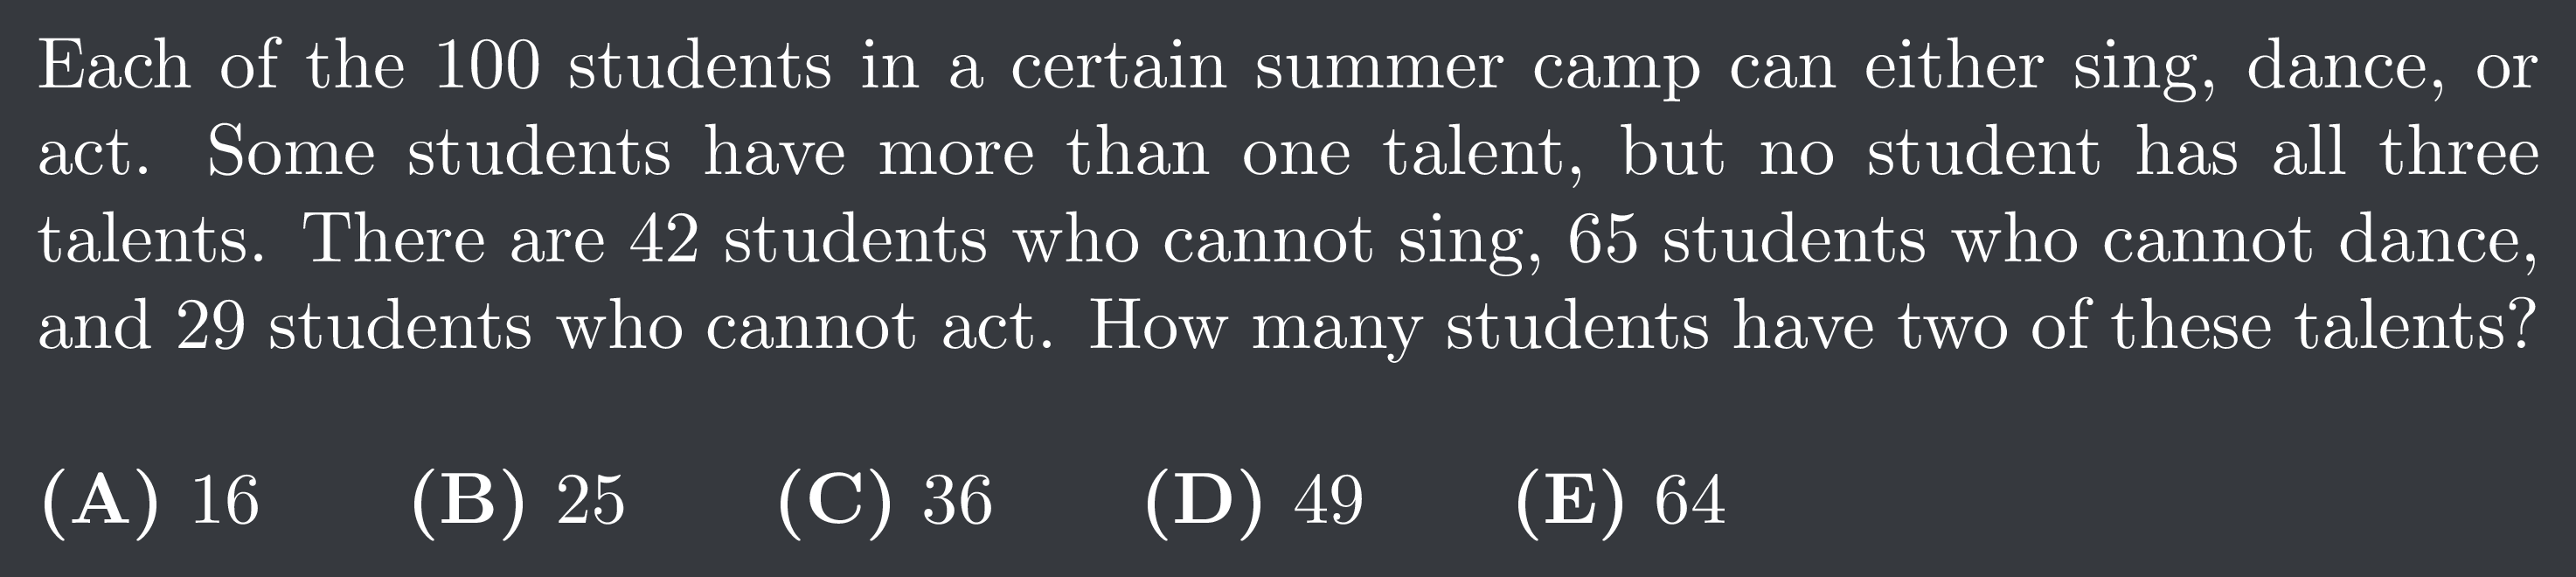 Each of the 100 students in a certain summer camp can either sing, dance, or
act. Some students have more than one talent, but no student has all three
talents. There are 42 students who cannot sing, 65 students who cannot dance,
and 29 students who cannot act. How many students have two of these talents?
(A) 16 (B) 25 (C) 36 (D) 49 (E) 64